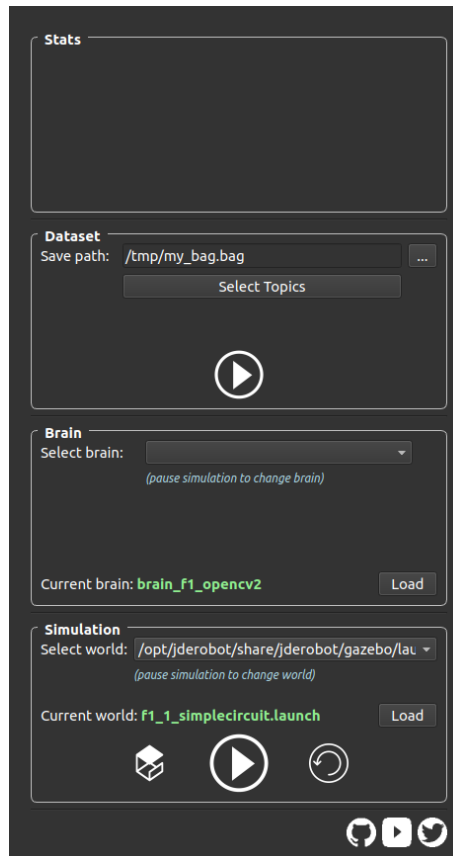 Stats
Dataset
Save path: /tmp/my_bag.bag ...
Select Topics
Brain
Select brain:
(pause simulation to change brain)
Current brain: brain_f1_opencv2 Load
Simulation
Select world: /opt/jderobot/share/jderobot/gazebo/lau
(pause simulation to change world)
Current world: f1_1_simplecircuit.launch Load